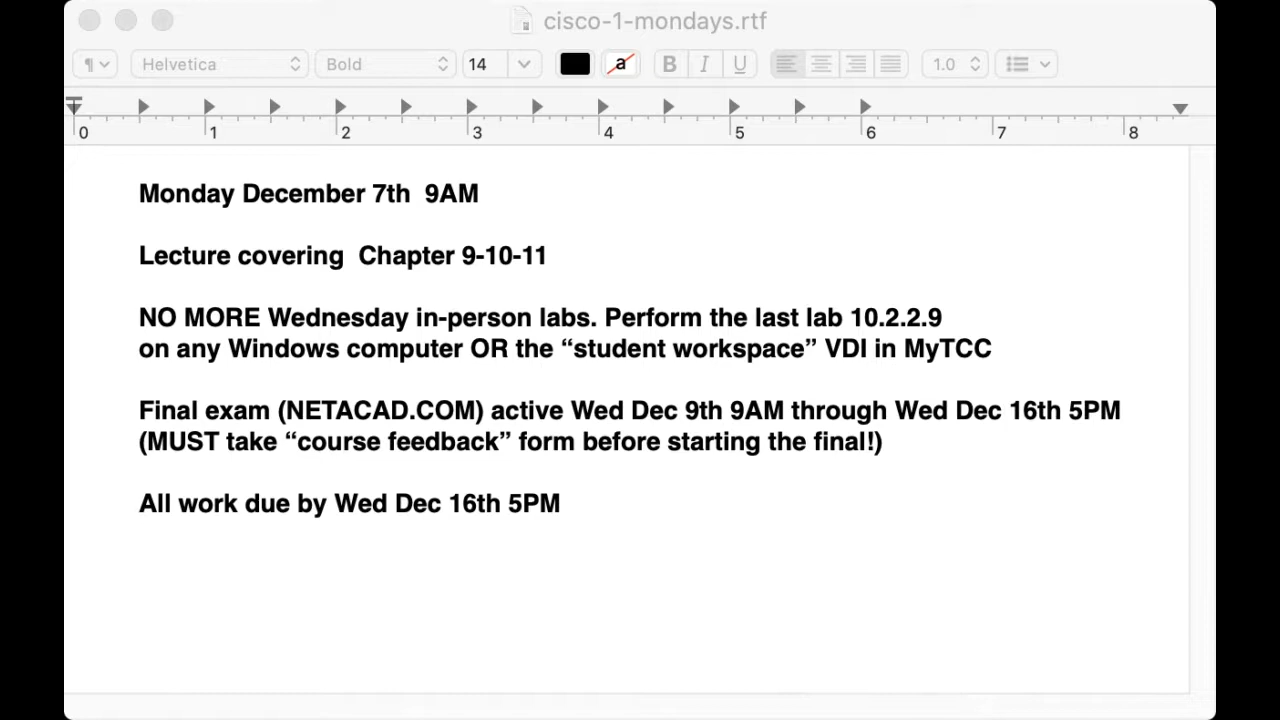 cisco-1-mondays.rtf
¶ Helvetica Bold 14 a B I U 1.0
0 1 2 3 4 5 6 7 8
Monday December 7th  9AM
Lecture covering  Chapter 9-10-11
NO MORE Wednesday in-person labs. Perform the last lab 10.2.2.9
on any Windows computer OR the “student workspace” VDI in MyTCC
Final exam (NETACAD.COM) active Wed Dec 9th 9AM through Wed Dec 16th 5PM
(MUST take “course feedback” form before starting the final!)
All work due by Wed Dec 16th 5PM